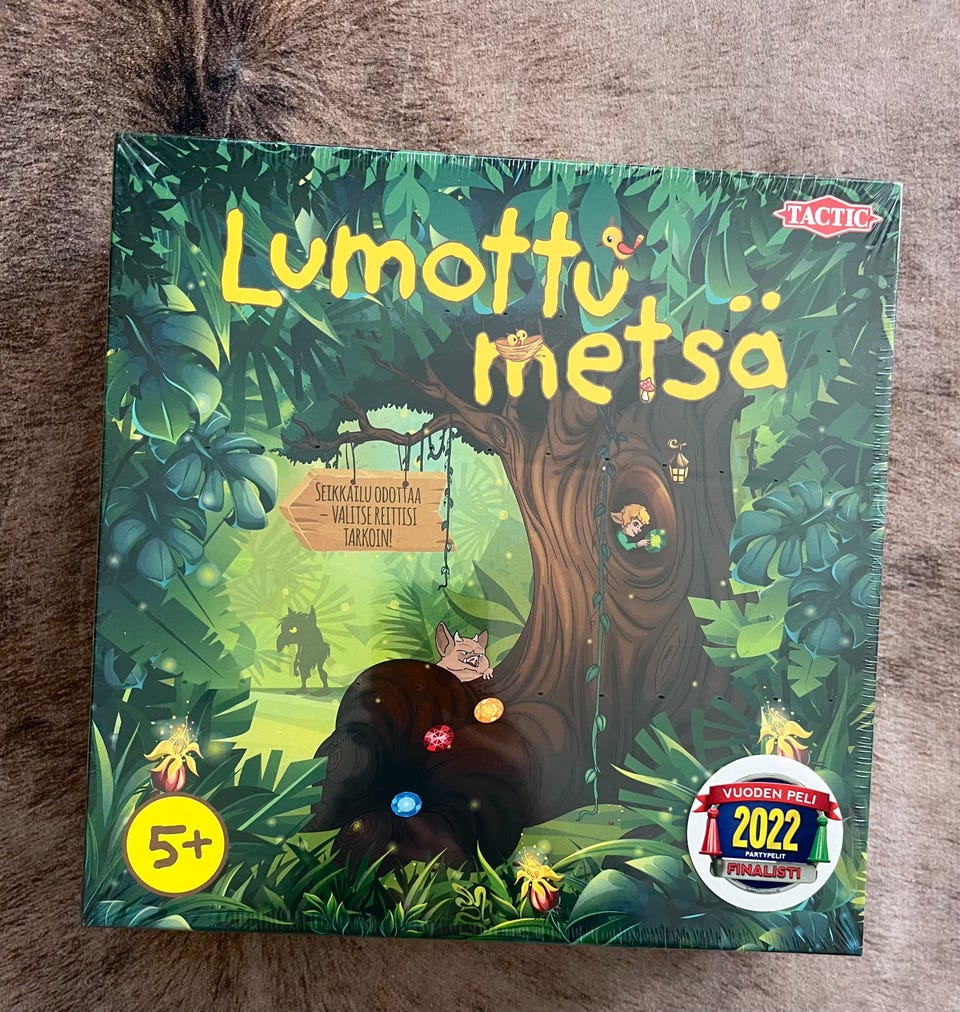 TACTIC
Lumottu
metsä
SEIKKAILU ODOTTAA
– VALITSE REITTISI
TARKOIN!
5+
VUODEN PELI
2022
PARTYPELIT
FINALISTI